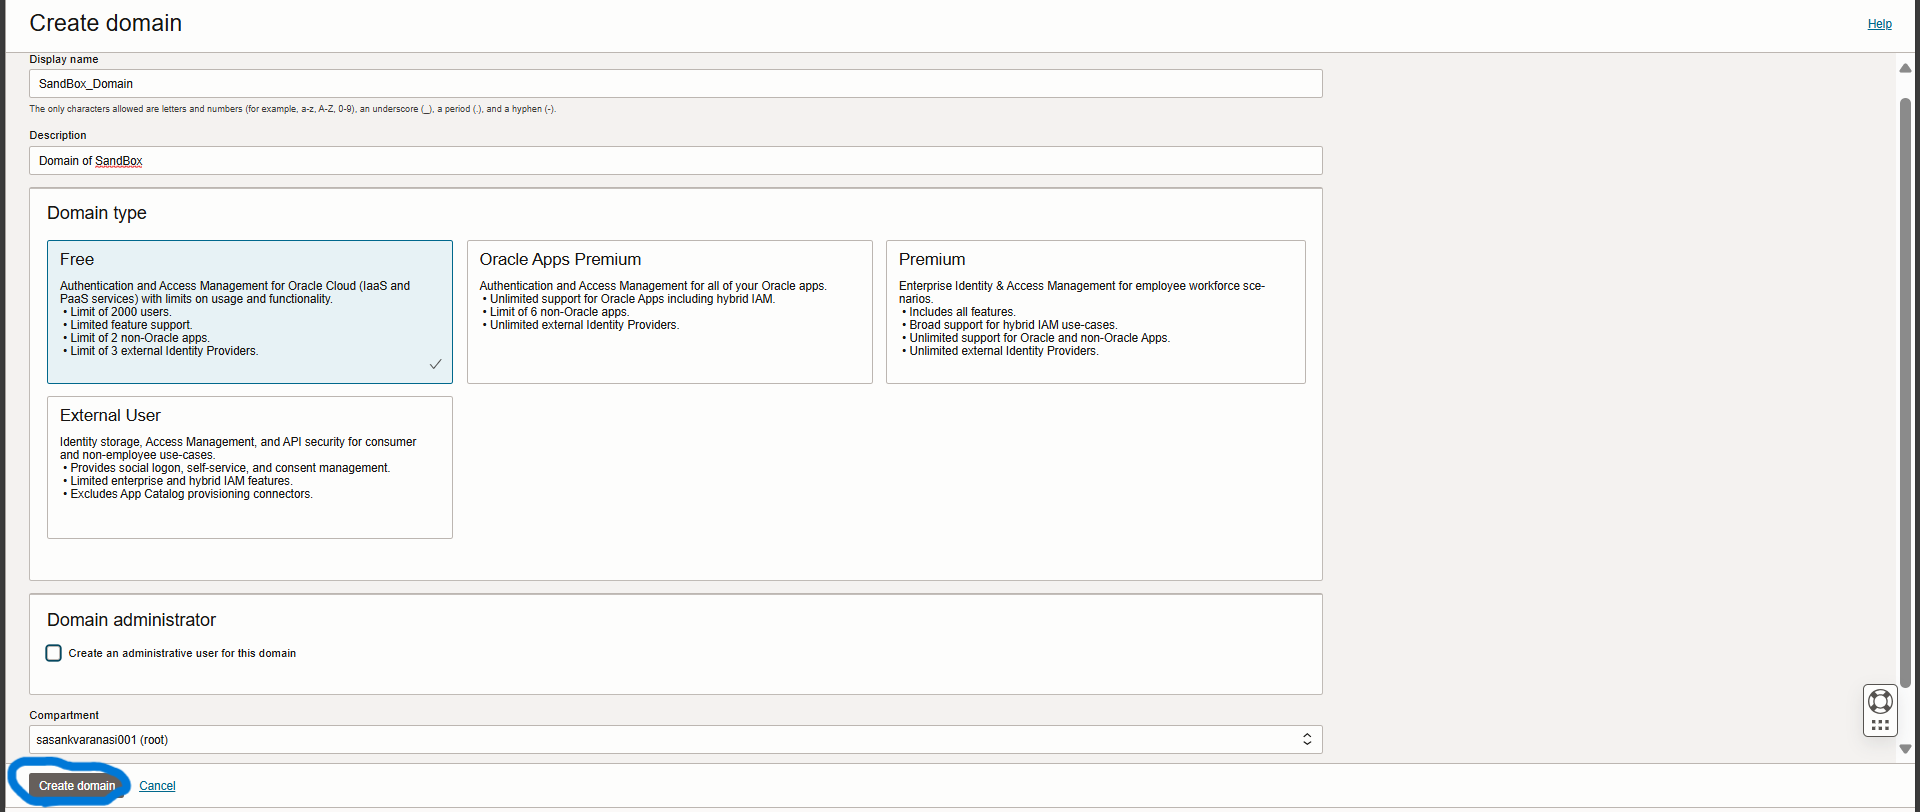 Create domain
Help
Display name
SandBox_Domain
The only characters allowed are letters and numbers (for example, a-z, A-Z, 0-9), an underscore (_), a period (.), and a hyphen (-).
Description
Domain of SandBox
Domain type
Free
Authentication and Access Management for Oracle Cloud (IaaS and
PaaS services) with limits on usage and functionality.
• Limit of 2000 users.
• Limited feature support.
• Limit of 2 non-Oracle apps.
• Limit of 3 external Identity Providers.
Oracle Apps Premium
Authentication and Access Management for all of your Oracle apps.
• Unlimited support for Oracle Apps including hybrid IAM.
• Limit of 6 non-Oracle apps.
• Unlimited external Identity Providers.
Premium
Enterprise Identity & Access Management for employee workforce sce-
narios.
• Includes all features.
• Broad support for hybrid IAM use-cases.
• Unlimited support for Oracle and non-Oracle Apps.
• Unlimited external Identity Providers.
External User
Identity storage, Access Management, and API security for consumer
and non-employee use-cases.
• Provides social logon, self-service, and consent management.
• Limited enterprise and hybrid IAM features.
• Excludes App Catalog provisioning connectors.
Domain administrator
Create an administrative user for this domain
Compartment
sasankvaranasi001 (root)
Create domain
Cancel